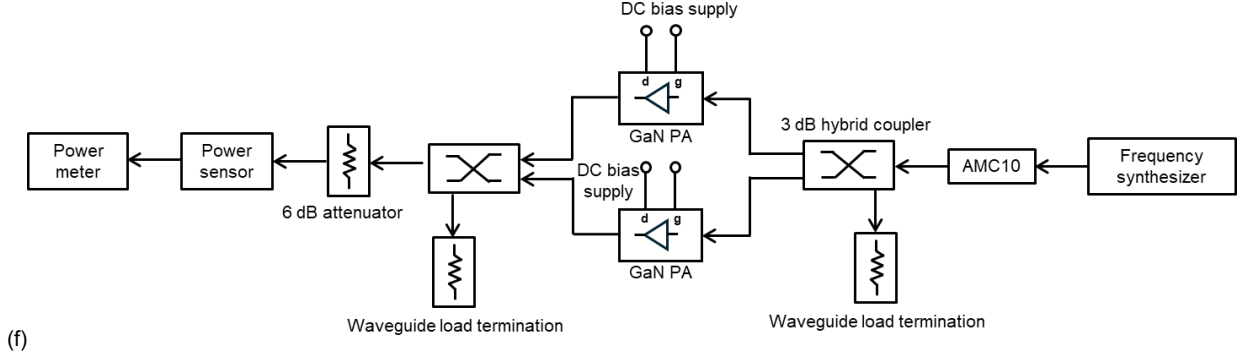 DC bias supply
d g
GaN PA
3 dB hybrid coupler
Power
meter
Power
sensor
6 dB attenuator
DC bias
supply
d g
GaN PA
AMC10
Frequency
synthesizer
Waveguide load termination
Waveguide load termination
(f)